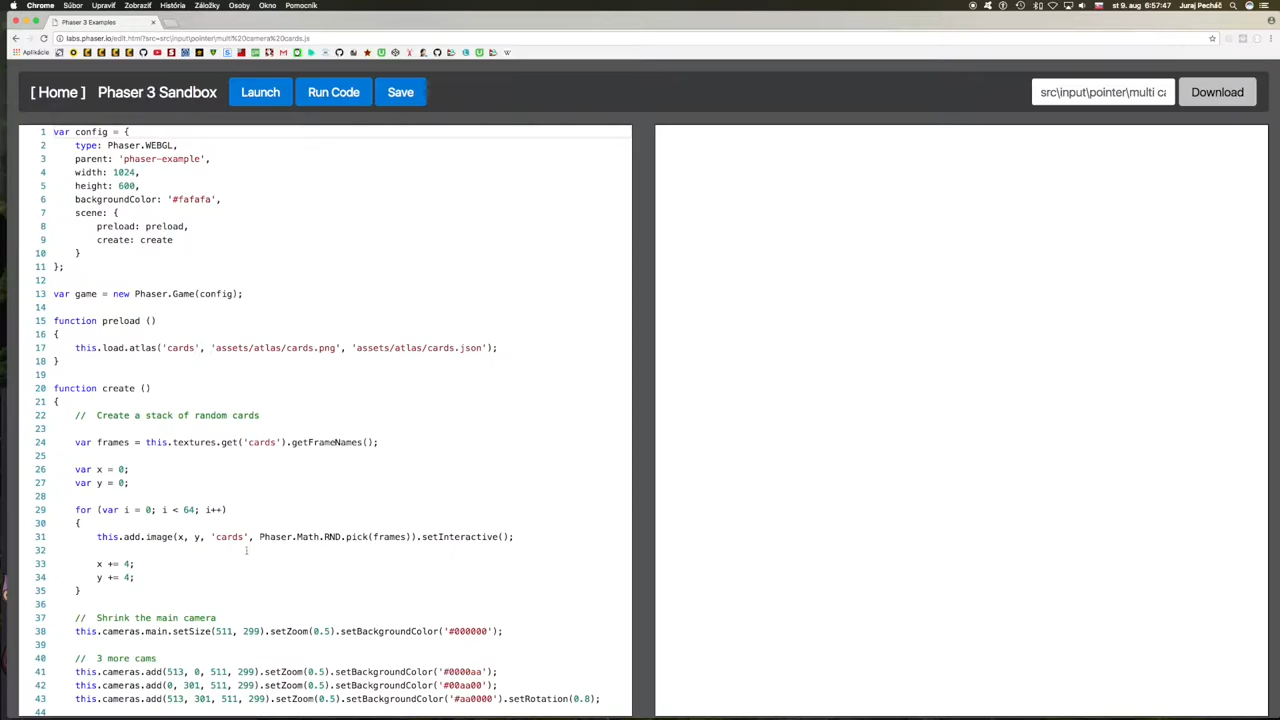 Chrome Súbor Upraviť Zobraziť História Záložky Osoby Okno Pomocník st 9. aug 6:57:47 Juraj Pecháč
Phaser 3 Examples
labs.phaser.io/edit.html?src=src\input\pointer\multi%20camera%20cards.js
Aplikácie
[ Home ] Phaser 3 Sandbox Launch Run Code Save src\input\pointer\multi ca Download
1 var config = {
2 type: Phaser.WEBGL,
3 parent: 'phaser-example',
4 width: 1024,
5 height: 600,
6 backgroundColor: '#fafafa',
7 scene: {
8 preload: preload,
9 create: create
10 }
11 };
12
13 var game = new Phaser.Game(config);
14
15 function preload ()
16 {
17 this.load.atlas('cards', 'assets/atlas/cards.png', 'assets/atlas/cards.json');
18 }
19
20 function create ()
21 {
22 // Create a stack of random cards
23
24 var frames = this.textures.get('cards').getFrameNames();
25
26 var x = 0;
27 var y = 0;
28
29 for (var i = 0; i < 64; i++)
30 {
31 this.add.image(x, y, 'cards', Phaser.Math.RND.pick(frames)).setInteractive();
32
33 x += 4;
34 y += 4;
35 }
36
37 // Shrink the main camera
38 this.cameras.main.setSize(511, 299).setZoom(0.5).setBackgroundColor('#000000');
39
40 // 3 more cams
41 this.cameras.add(513, 0, 511, 299).setZoom(0.5).setBackgroundColor('#0000aa');
42 this.cameras.add(0, 301, 511, 299).setZoom(0.5).setBackgroundColor('#00aa00');
43 this.cameras.add(513, 301, 511, 299).setZoom(0.5).setBackgroundColor('#aa0000').setRotation(0.8);
44